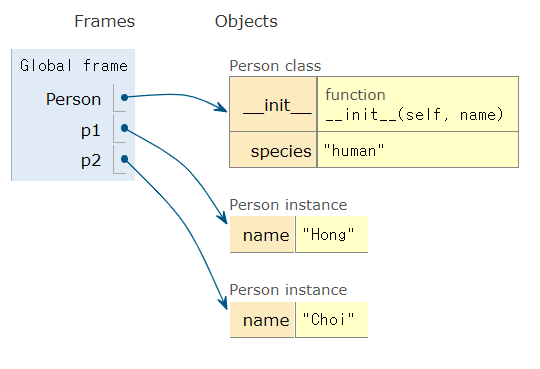 Frames Objects
Global frame
Person
p1
p2
Person class
__init__ function
__init__(self, name)
species "human"
Person instance
name "Hong"
Person instance
name "Choi"